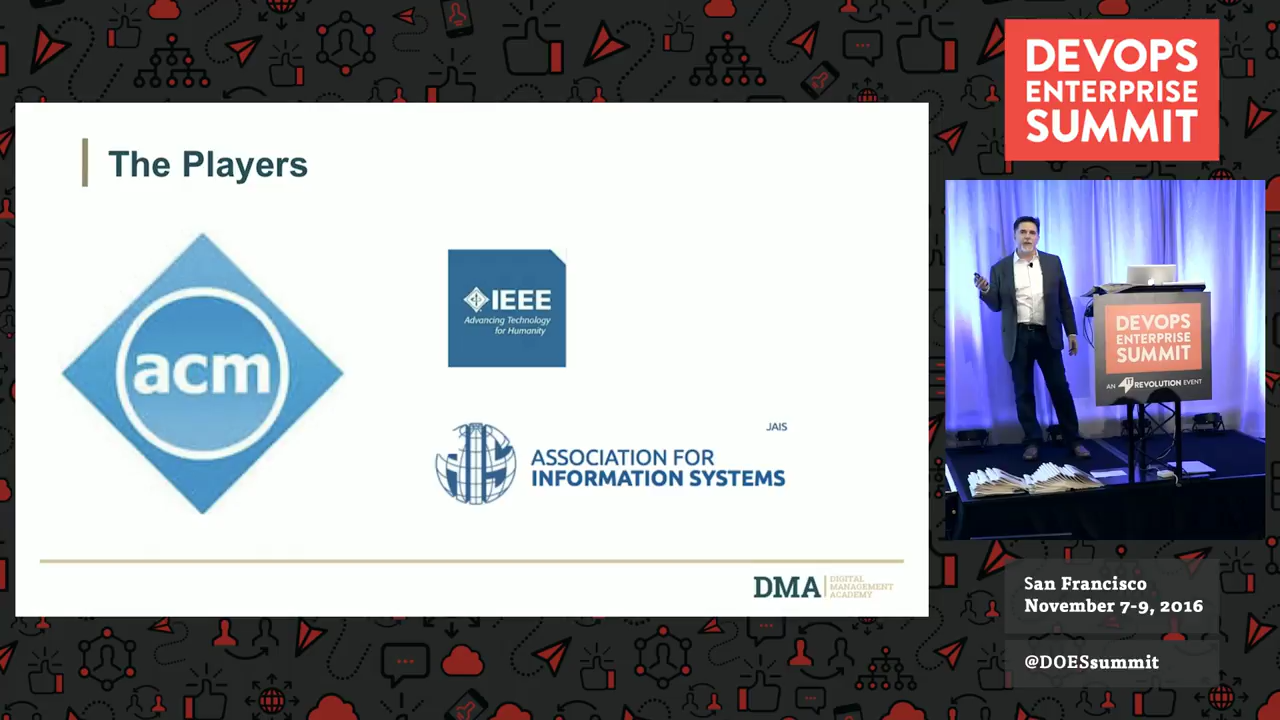 The Players
acm
IEEE
Advancing Technology
for Humanity
JAIS
ASSOCIATION FOR
INFORMATION SYSTEMS
DMA
DIGITAL
MANAGEMENT
ACADEMY
DEVOPS
ENTERPRISE
SUMMIT
DEVOPS
ENTERPRISE
SUMMIT
AN IT REVOLUTION EVENT
San Francisco
November 7-9, 2016
@DOESsummit